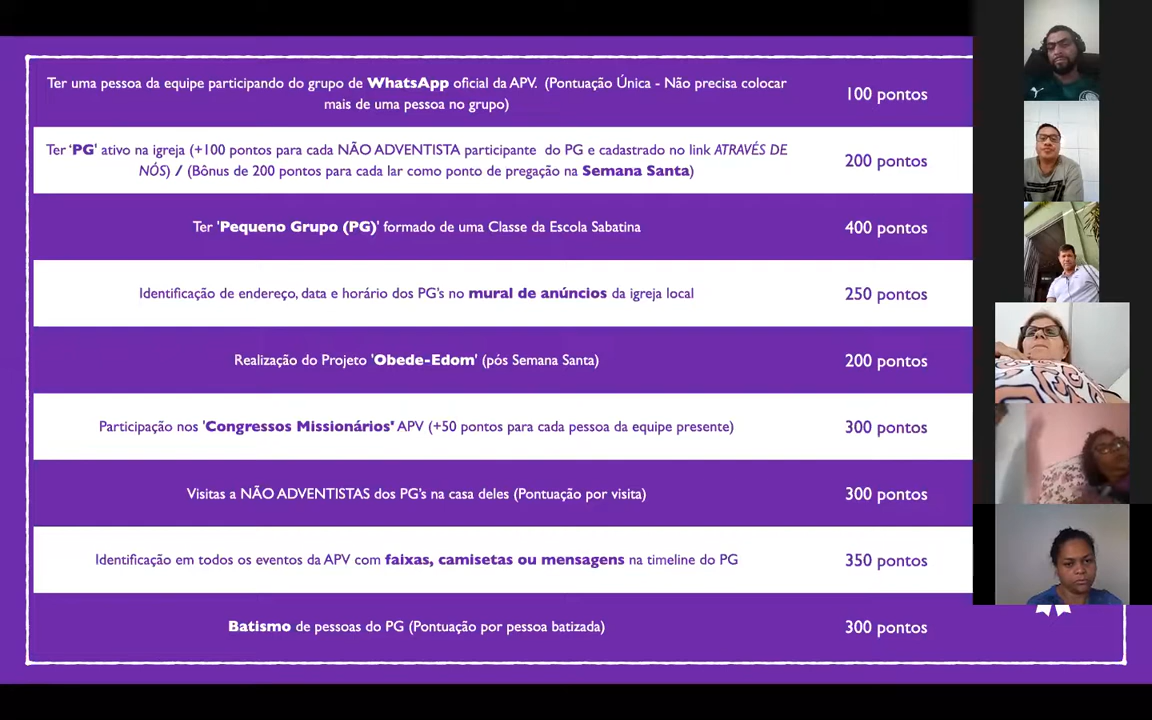 Ter uma pessoa da equipe participando do grupo de WhatsApp oficial da APV. (Pontuação Única - Não precisa colocar
mais de uma pessoa no grupo)
100 pontos
Ter 'PG' ativo na igreja (+100 pontos para cada NÃO ADVENTISTA participante do PG e cadastrado no link ATRAVÉS DE
NÓS) / (Bônus de 200 pontos para cada lar como ponto de pregação na Semana Santa)
200 pontos
Ter 'Pequeno Grupo (PG)' formado de uma Classe da Escola Sabatina
400 pontos
Identificação de endereço, data e horário dos PG's no mural de anúncios da igreja local
250 pontos
Realização do Projeto 'Obede-Edom' (pós Semana Santa)
200 pontos
Participação nos 'Congressos Missionários' APV (+50 pontos para cada pessoa da equipe presente)
300 pontos
Visitas a NÃO ADVENTISTAS dos PG's na casa deles (Pontuação por visita)
300 pontos
Identificação em todos os eventos da APV com faixas, camisetas ou mensagens na timeline do PG
350 pontos
Batismo de pessoas do PG (Pontuação por pessoa batizada)
300 pontos